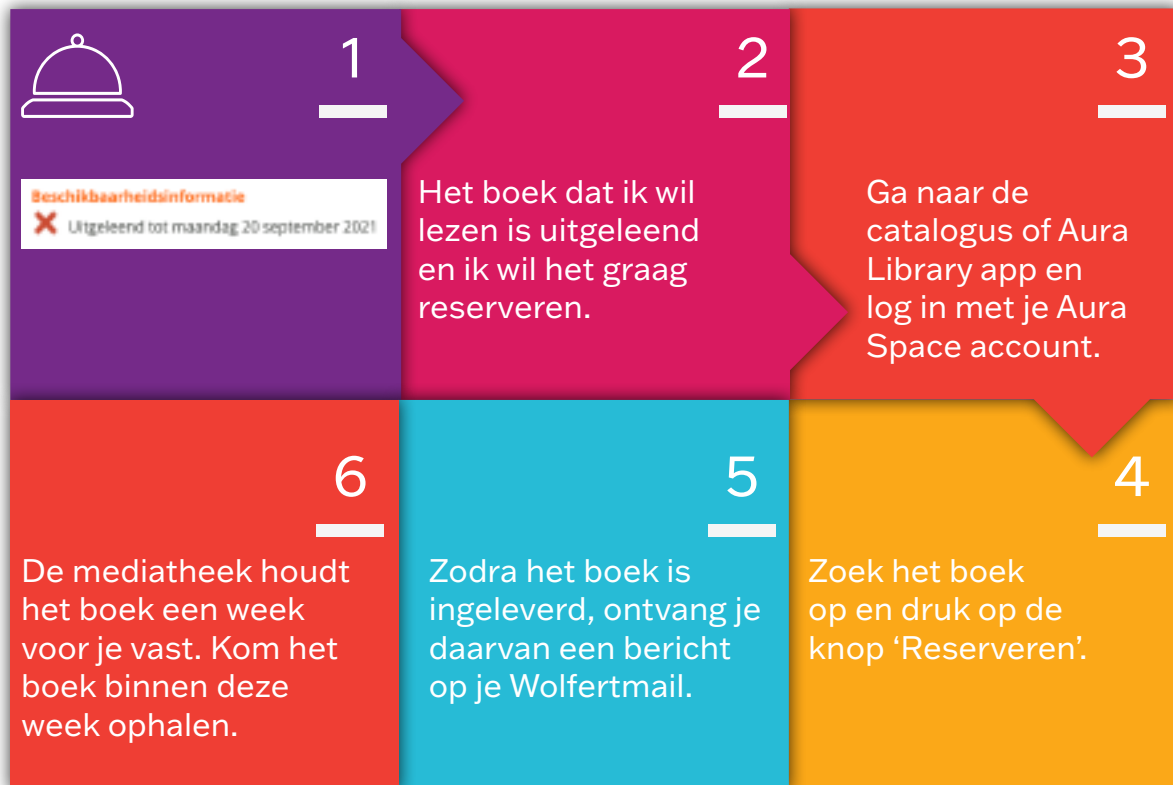 1
Beschikbaarheidsinformatie
Uitgeleend tot maandag 20 september 2021
2
Het boek dat ik wil
lezen is uitgeleend
en ik wil het graag
reserveren.
3
Ga naar de
catalogus of Aura
Library app en
log in met je Aura
Space account.
4
Zoek het boek
op en druk op de
knop ‘Reserveren’.
5
Zodra het boek is
ingeleverd, ontvang je
daarvan een bericht
op je Wolfertmail.
6
De mediatheek houdt
het boek een week
voor je vast. Kom het
boek binnen deze
week ophalen.